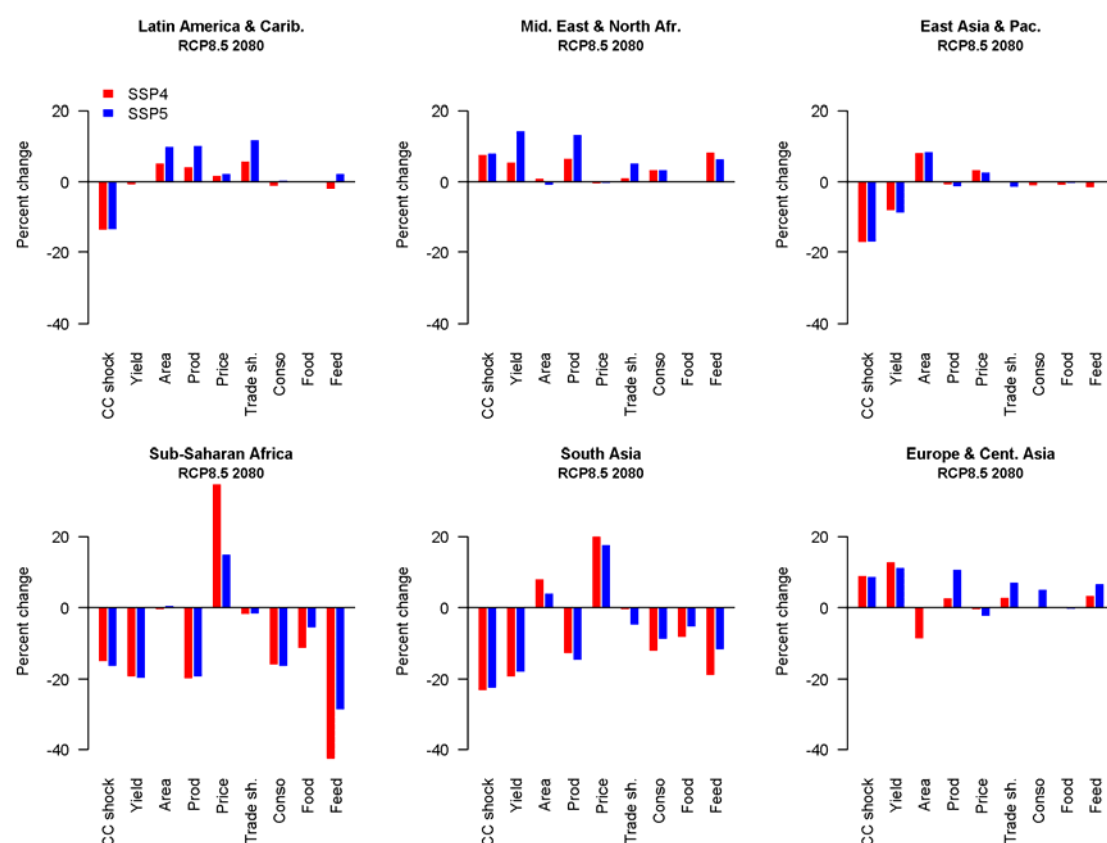 Latin America & Carib.
RCP8.5 2080
SSP4
SSP5
Percent change
20
0
-20
-40
CC shock
Yield
Area
Prod
Price
Trade sh.
Conso
Food
Feed
Mid. East & North Afr.
RCP8.5 2080
Percent change
20
0
-20
-40
CC shock
Yield
Area
Prod
Price
Trade sh.
Conso
Food
Feed
East Asia & Pac.
RCP8.5 2080
Percent change
20
0
-20
-40
CC shock
Yield
Area
Prod
Price
Trade sh.
Conso
Food
Feed
Sub-Saharan Africa
RCP8.5 2080
Percent change
20
0
-20
-40
CC shock
Yield
Area
Prod
Price
Trade sh.
Conso
Food
Feed
South Asia
RCP8.5 2080
Percent change
20
0
-20
-40
CC shock
Yield
Area
Prod
Price
Trade sh.
Conso
Food
Feed
Europe & Cent. Asia
RCP8.5 2080
Percent change
20
0
-20
-40
CC shock
Yield
Area
Prod
Price
Trade sh.
Conso
Food
Feed